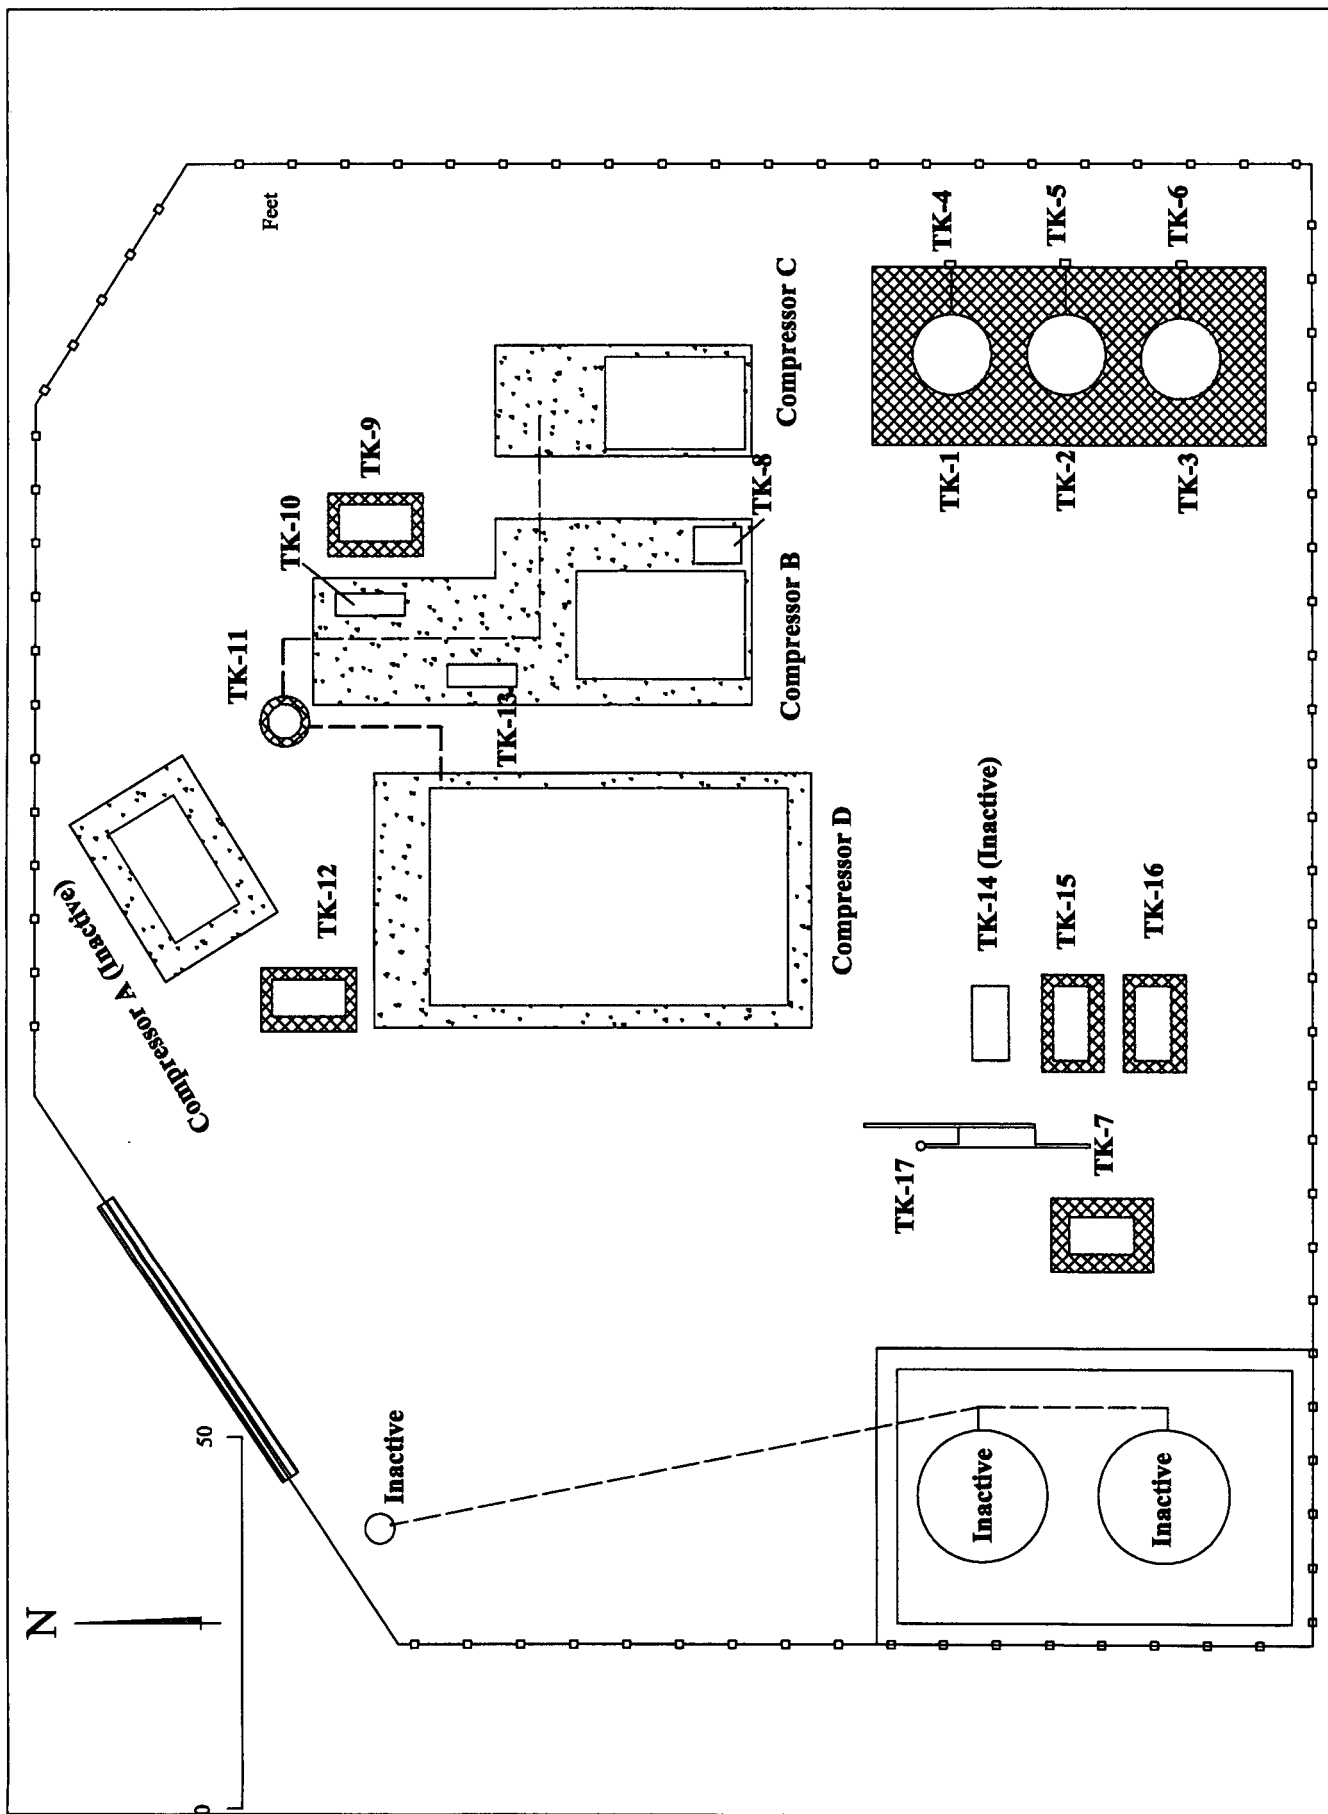 N
0
50
Feet
Compressor A (Inactive)
TK-11
TK-10
TK-9
TK-12
TK-13
TK-8
Compressor C
Compressor B
Compressor D
Inactive
TK-4
TK-5
TK-6
TK-1
TK-2
TK-3
TK-14 (Inactive)
TK-15
TK-16
TK-17
TK-7
Inactive
Inactive